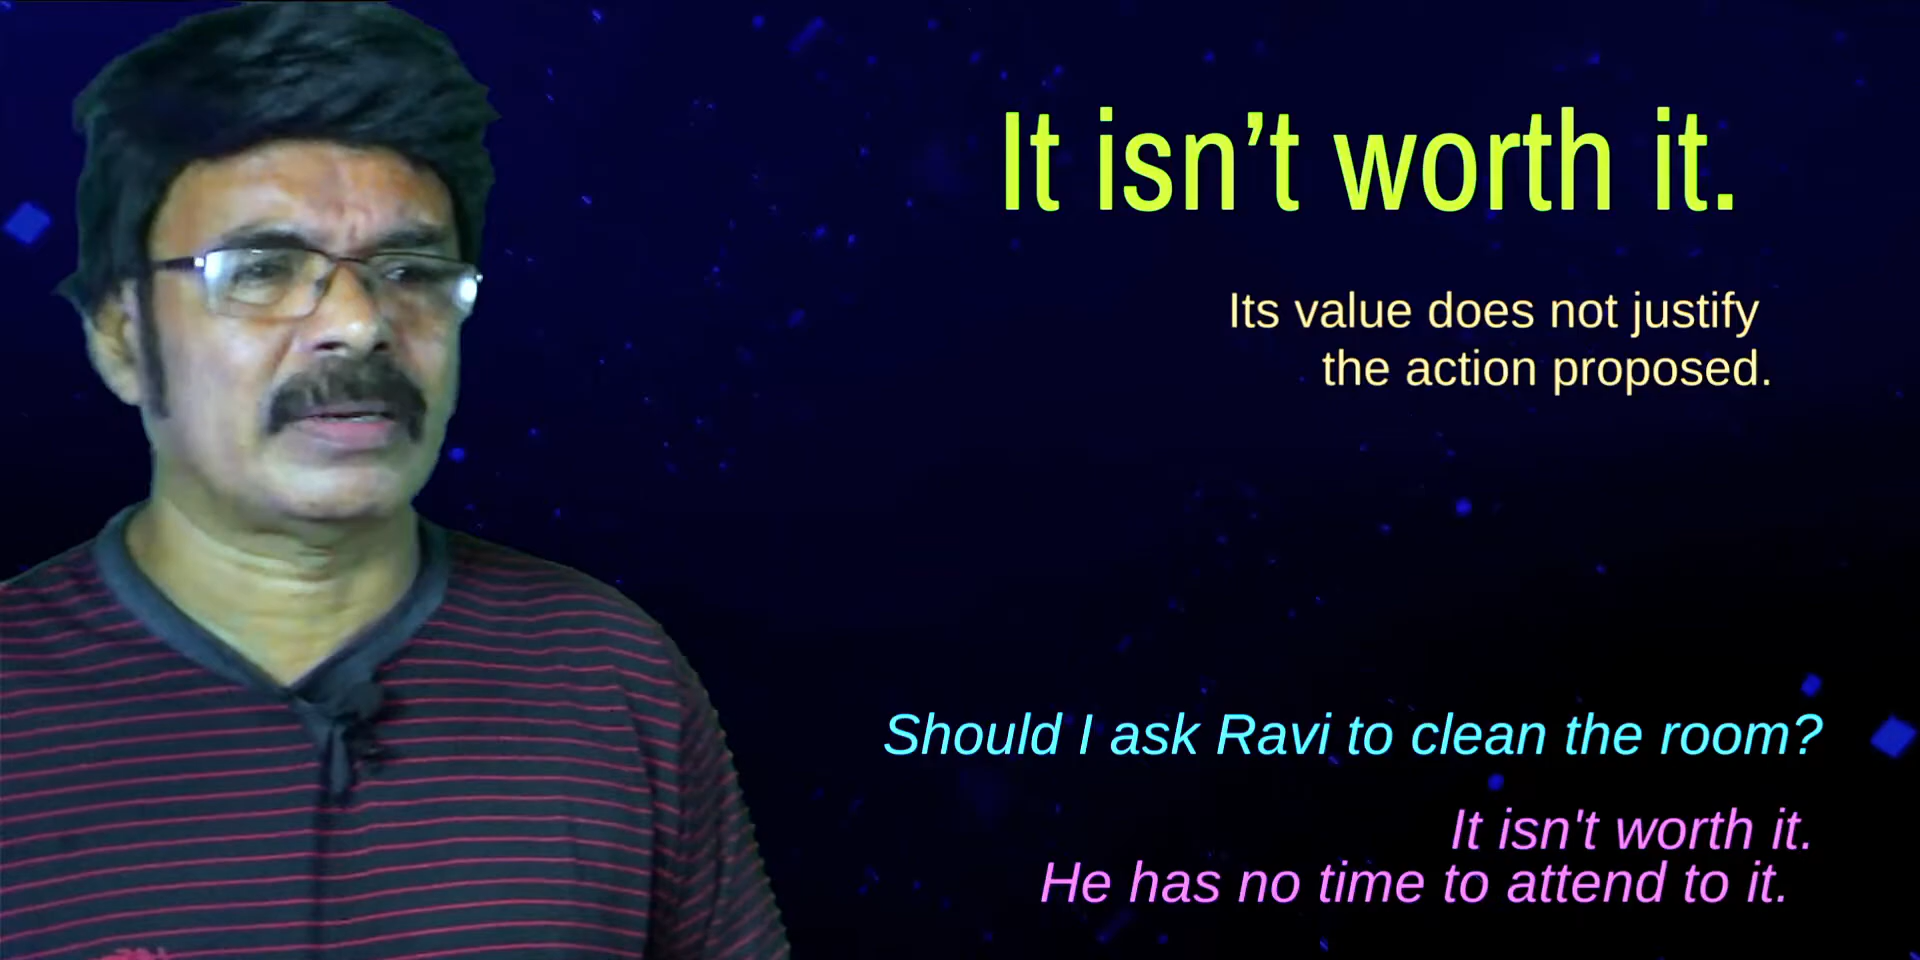 It isn’t worth it.
Its value does not justify
the action proposed.
Should I ask Ravi to clean the room?
It isn't worth it.
He has no time to attend to it.